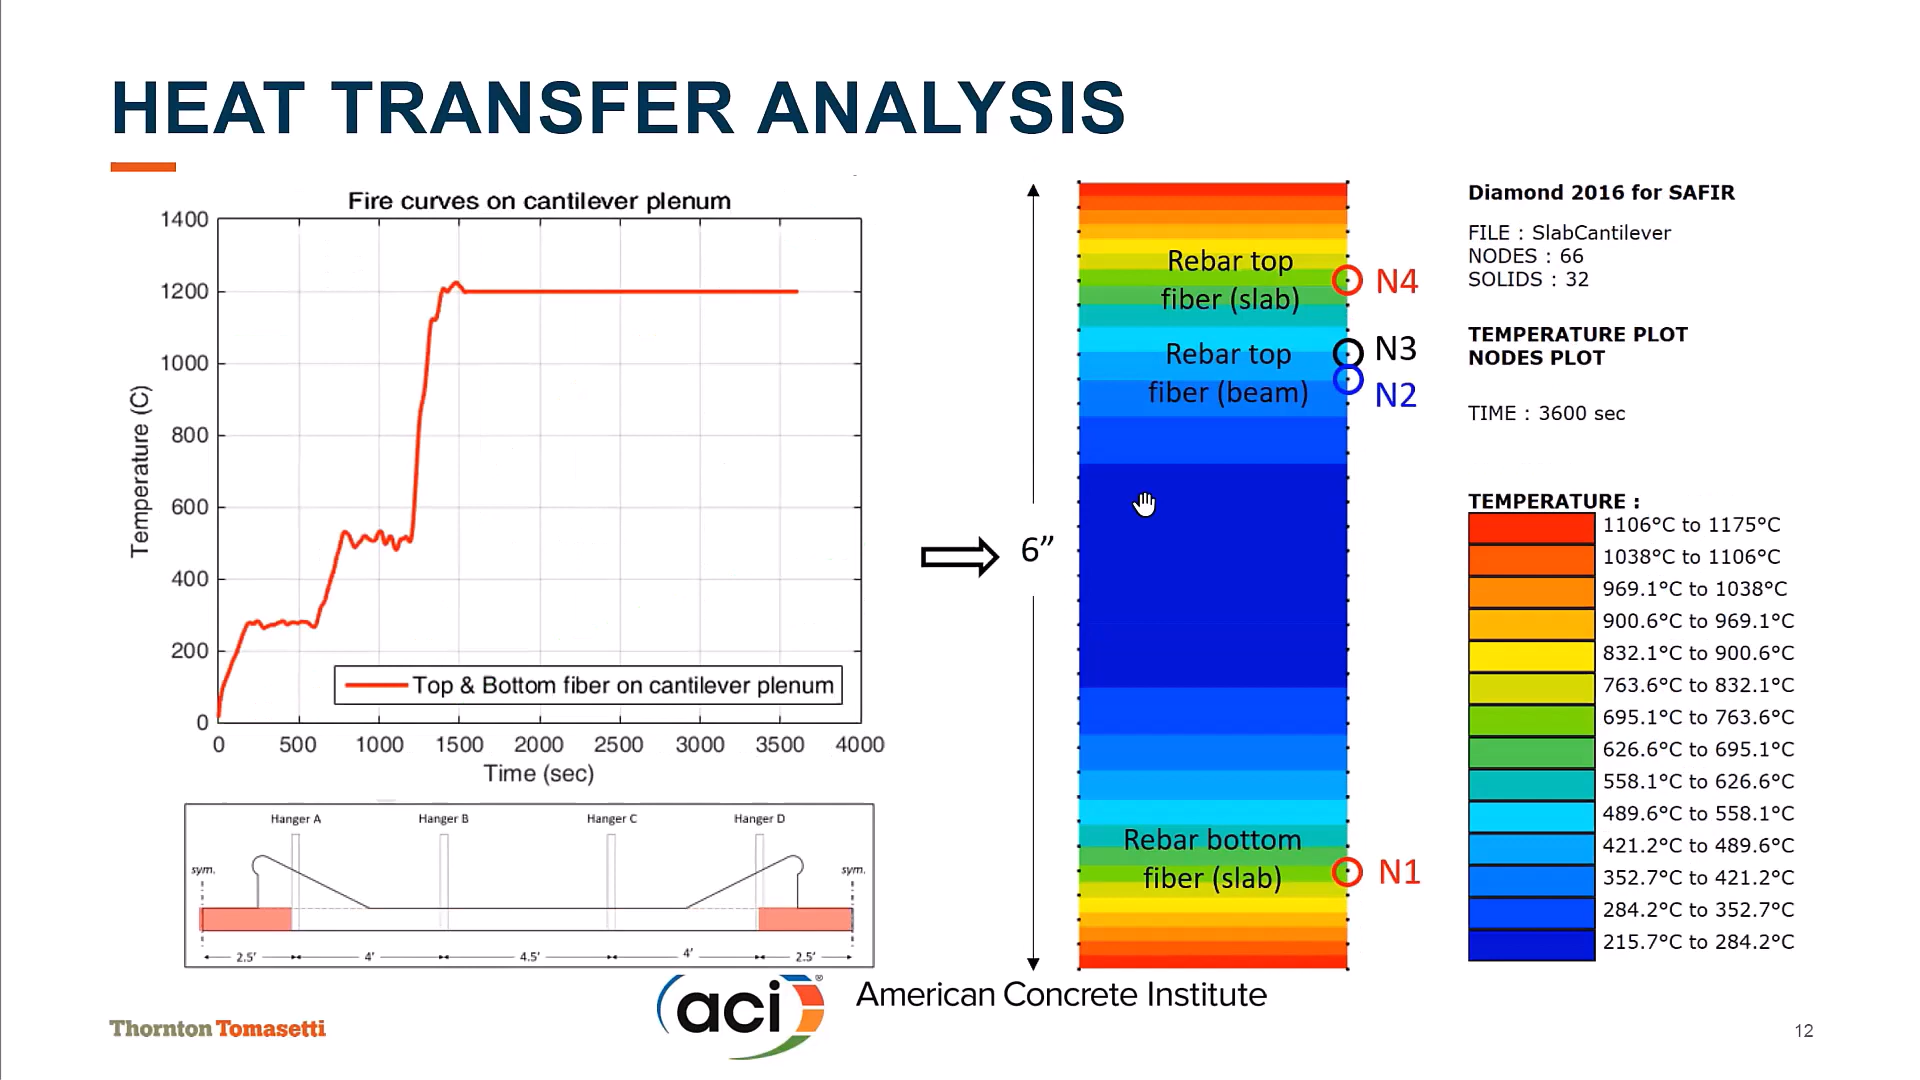 HEAT TRANSFER ANALYSIS
Fire curves on cantilever plenum
1400
1200
1000
800
600
400
200
0
Temperature (C)
0 500 1000 1500 2000 2500 3000 3500 4000
Time (sec)
Top & Bottom fiber on cantilever plenum
Hanger A Hanger B Hanger C Hanger D
sym. sym.
2.5' 4' 4.5' 4' 2.5'
6”
Rebar top
fiber (slab)
N4
Rebar top
fiber (beam)
N3
N2
Rebar bottom
fiber (slab)
N1
Diamond 2016 for SAFIR
FILE : SlabCantilever
NODES : 66
SOLIDS : 32
TEMPERATURE PLOT
NODES PLOT
TIME : 3600 sec
TEMPERATURE :
1106°C to 1175°C
1038°C to 1106°C
969.1°C to 1038°C
900.6°C to 969.1°C
832.1°C to 900.6°C
763.6°C to 832.1°C
695.1°C to 763.6°C
626.6°C to 695.1°C
558.1°C to 626.6°C
489.6°C to 558.1°C
421.2°C to 489.6°C
352.7°C to 421.2°C
284.2°C to 352.7°C
215.7°C to 284.2°C
Thornton Tomasetti
aci®
American Concrete Institute
12